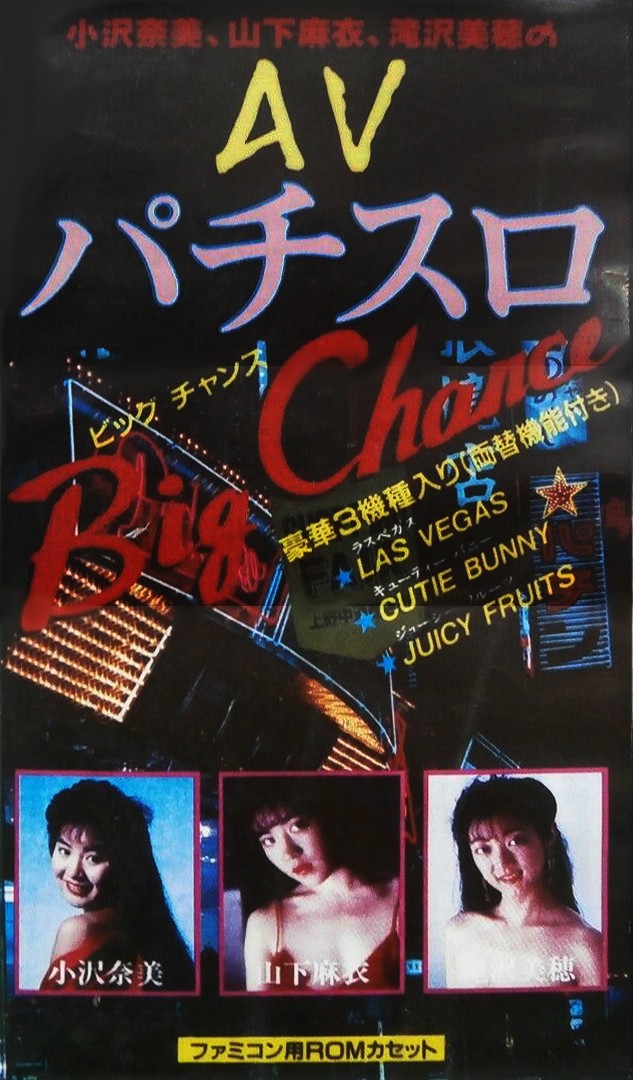 小沢奈美、山下麻衣、滝沢美穂の
AV
パチスロ
ビッグ チャンス
Big Chance
豪華3機種入り(両替機能付き)
ラスベガス
★LAS VEGAS
キューティー バニー
★CUTIE BUNNY
ジューシー フルーツ
★JUICY FRUITS
小沢奈美
山下麻衣
美穂
ファミコン用ROMカセット